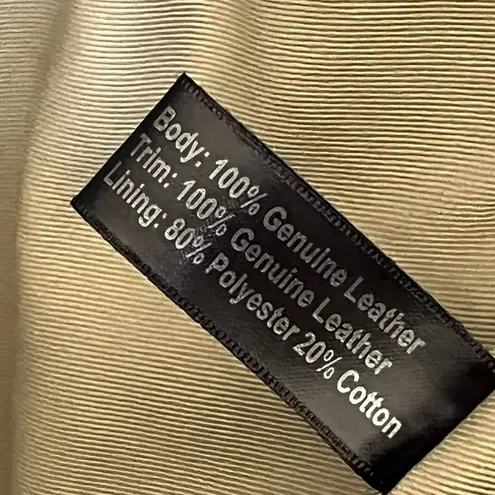 Body: 100% Genuine Leather
Trim: 100% Genuine Leather
Lining: 80% Polyester 20% Cotton